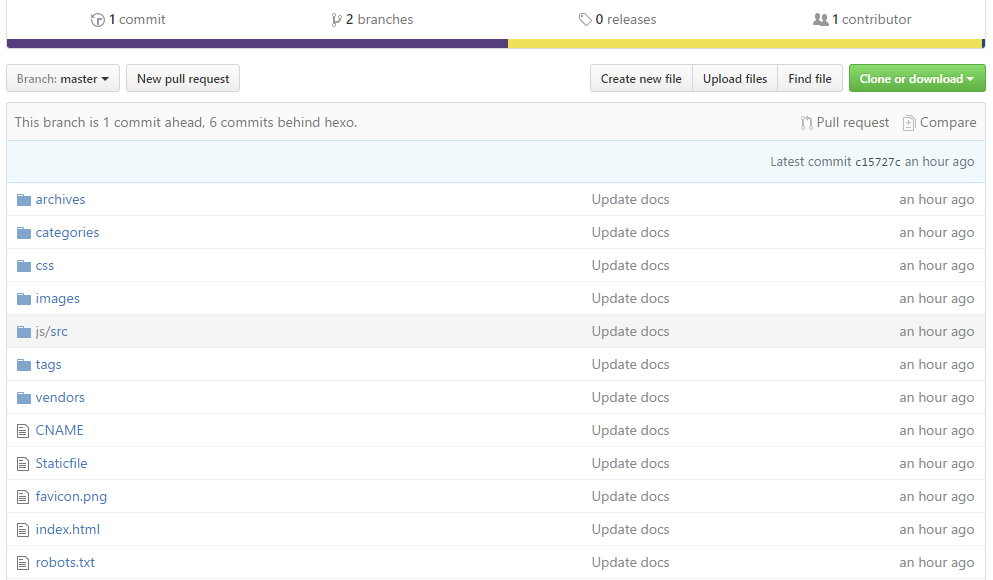 1 commit 2 branches 0 releases 1 contributor
Branch: master New pull request Create new file Upload files Find file Clone or download
This branch is 1 commit ahead, 6 commits behind hexo. Pull request Compare
Latest commit c15727c an hour ago
archives Update docs an hour ago
categories Update docs an hour ago
css Update docs an hour ago
images Update docs an hour ago
js/src Update docs an hour ago
tags Update docs an hour ago
vendors Update docs an hour ago
CNAME Update docs an hour ago
Staticfile Update docs an hour ago
favicon.png Update docs an hour ago
index.html Update docs an hour ago
robots.txt Update docs an hour ago